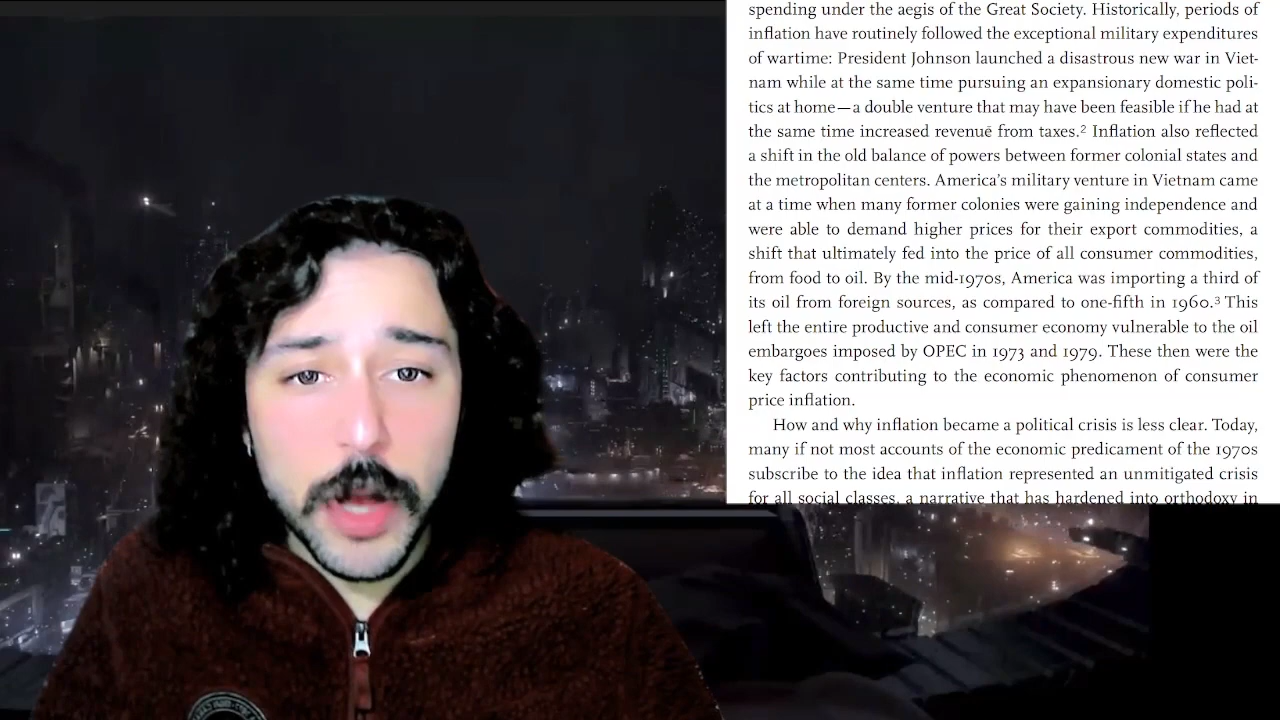 spending under the aegis of the Great Society. Historically, periods of
inflation have routinely followed the exceptional military expenditures
of wartime: President Johnson launched a disastrous new war in Viet-
nam while at the same time pursuing an expansionary domestic poli-
tics at home—a double venture that may have been feasible if he had at
the same time increased revenue from taxes.² Inflation also reflected
a shift in the old balance of powers between former colonial states and
the metropolitan centers. America's military venture in Vietnam came
at a time when many former colonies were gaining independence and
were able to demand higher prices for their export commodities, a
shift that ultimately fed into the price of all consumer commodities,
from food to oil. By the mid-1970s, America was importing a third of
its oil from foreign sources, as compared to one-fifth in 1960.³ This
left the entire productive and consumer economy vulnerable to the oil
embargoes imposed by OPEC in 1973 and 1979. These then were the
key factors contributing to the economic phenomenon of consumer
price inflation.
How and why inflation became a political crisis is less clear. Today,
many if not most accounts of the economic predicament of the 1970s
subscribe to the idea that inflation represented an unmitigated crisis
for all social classes, a narrative that has hardened into orthodoxy in